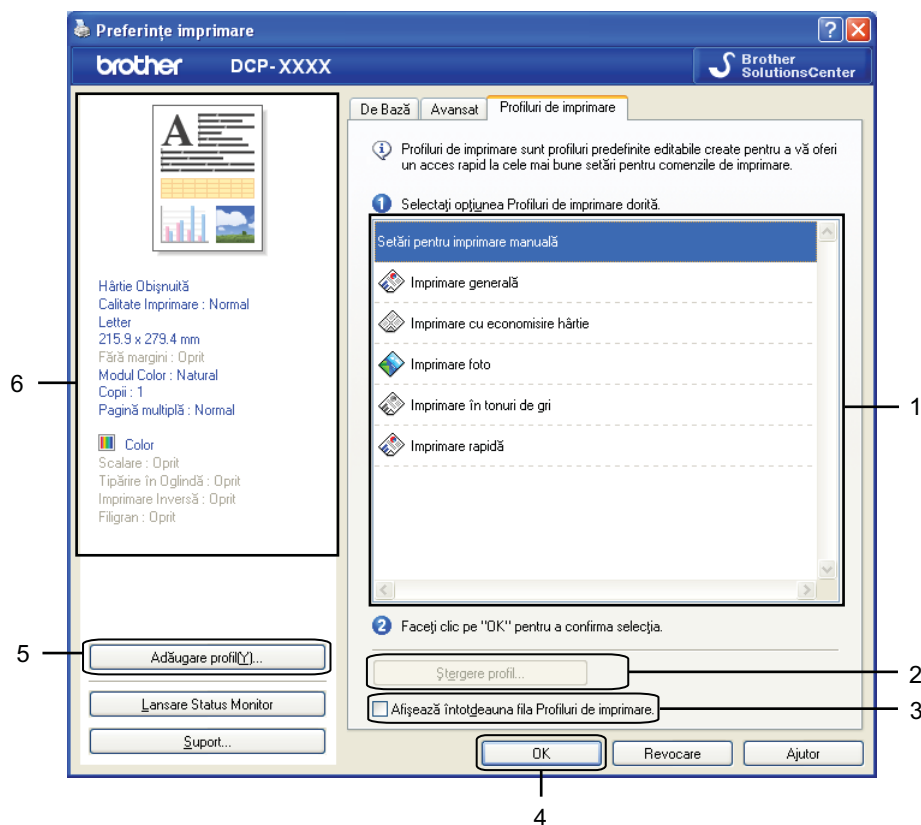 Preferințe imprimare
brother DCP-XXXX
Brother
SolutionsCenter
De Bază Avansat Profiluri de imprimare
Profiluri de imprimare sunt profiluri predefinite editabile create pentru a vă oferi
un acces rapid la cele mai bune setări pentru comenzile de imprimare.
1 Selectaţi opţiunea Profiluri de imprimare dorită.
Setări pentru imprimare manuală
Imprimare generală
Imprimare cu economisire hârtie
Imprimare foto
Imprimare în tonuri de gri
Imprimare rapidă
2 Faceţi clic pe "OK" pentru a confirma selecţia.
Ştergere profil...
Afişează întotdeauna fila Profiluri de imprimare.
A
Hârtie Obişnuită
Calitate Imprimare : Normal
Letter
215.9 x 279.4 mm
Fără margini : Oprit
Modul Color : Natural
Copii : 1
Pagină multiplă : Normal
Color
Scalare : Oprit
Tipărire în Oglindă : Oprit
Imprimare Inversă : Oprit
Filigran : Oprit
Adăugare profil(Y)...
Lansare Status Monitor
Suport...
OK Revocare Ajutor
1
2
3
4
5
6